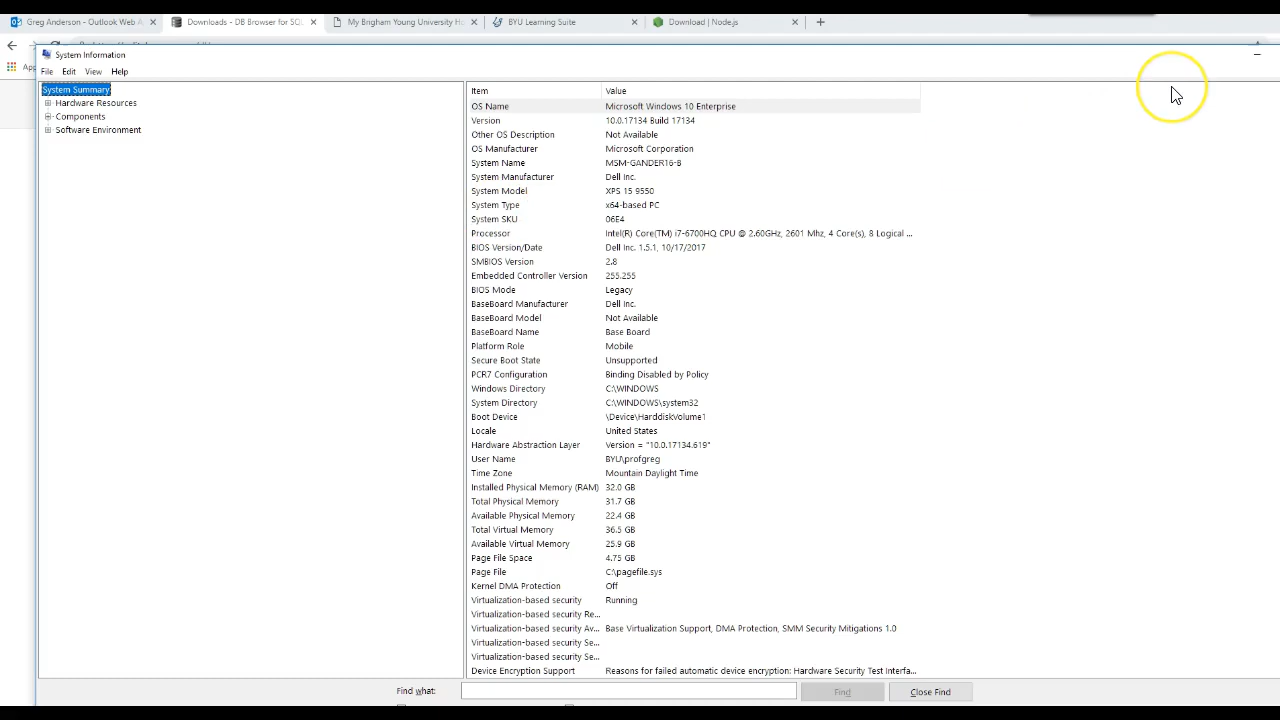 Greg Anderson - Outlook Web A
Downloads - DB Browser for SQL
My Brigham Young University Ho
BYU Learning Suite
Download | Node.js
System Information
File Edit View Help
System Summary
Hardware Resources
Components
Software Environment
Item Value
OS Name Microsoft Windows 10 Enterprise
Version 10.0.17134 Build 17134
Other OS Description Not Available
OS Manufacturer Microsoft Corporation
System Name MSM-GANDER16-B
System Manufacturer Dell Inc.
System Model XPS 15 9550
System Type x64-based PC
System SKU 06E4
Processor Intel(R) Core(TM) i7-6700HQ CPU @ 2.60GHz, 2601 Mhz, 4 Core(s), 8 Logical ...
BIOS Version/Date Dell Inc. 1.5.1, 10/17/2017
SMBIOS Version 2.8
Embedded Controller Version 255.255
BIOS Mode Legacy
BaseBoard Manufacturer Dell Inc.
BaseBoard Model Not Available
BaseBoard Name Base Board
Platform Role Mobile
Secure Boot State Unsupported
PCR7 Configuration Binding Disabled by Policy
Windows Directory C:\WINDOWS
System Directory C:\WINDOWS\system32
Boot Device \Device\HarddiskVolume1
Locale United States
Hardware Abstraction Layer Version = "10.0.17134.619"
User Name BYU\profgreg
Time Zone Mountain Daylight Time
Installed Physical Memory (RAM) 32.0 GB
Total Physical Memory 31.7 GB
Available Physical Memory 22.4 GB
Total Virtual Memory 36.5 GB
Available Virtual Memory 25.9 GB
Page File Space 4.75 GB
Page File C:\pagefile.sys
Kernel DMA Protection Off
Virtualization-based security Running
Virtualization-based security Re...
Virtualization-based security Av... Base Virtualization Support, DMA Protection, SMM Security Mitigations 1.0
Virtualization-based security Se...
Virtualization-based security Se...
Device Encryption Support Reasons for failed automatic device encryption: Hardware Security Test Interfa...
Find what: Find Close Find